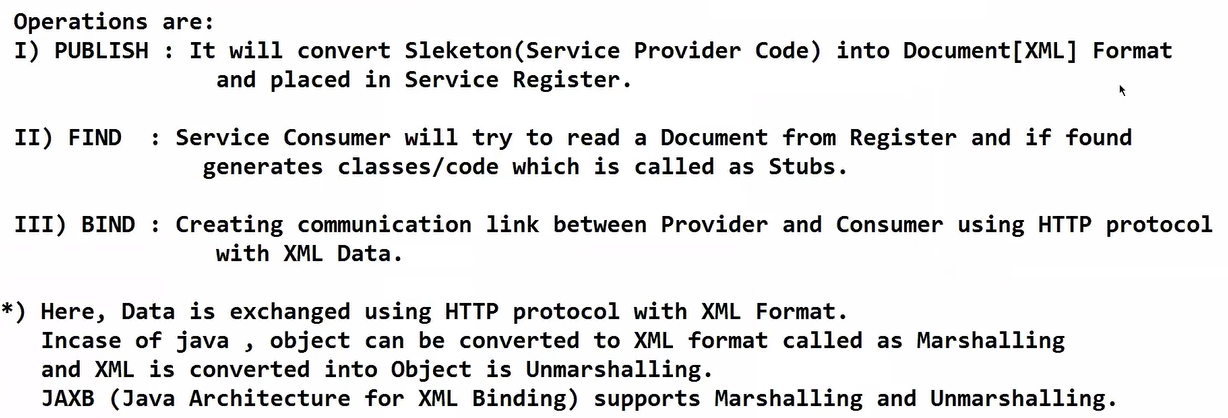 Operations are:
I) PUBLISH : It will convert Sleketon(Service Provider Code) into Document[XML] Format
and placed in Service Register.
II) FIND : Service Consumer will try to read a Document from Register and if found
generates classes/code which is called as Stubs.
III) BIND : Creating communication link between Provider and Consumer using HTTP protocol
with XML Data.
*) Here, Data is exchanged using HTTP protocol with XML Format.
Incase of java , object can be converted to XML format called as Marshalling
and XML is converted into Object is Unmarshalling.
JAXB (Java Architecture for XML Binding) supports Marshalling and Unmarshalling.